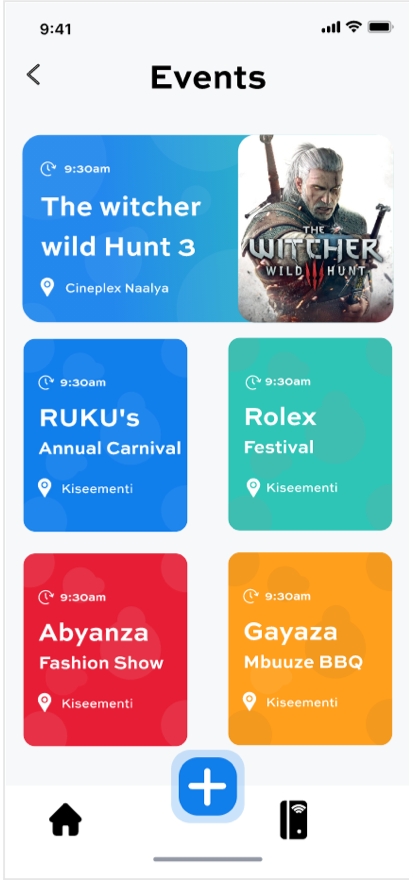 9:41
Events
9:30am
The witcher
wild Hunt 3
Cineplex Naalya
THE
WITCHER
WILD HUNT
9:30am
RUKU's
Annual Carnival
Kiseementi
9:30am
Rolex
Festival
Kiseementi
9:30am
Abyanza
Fashion Show
Kiseementi
9:30am
Gayaza
Mbuuze BBQ
Kiseementi